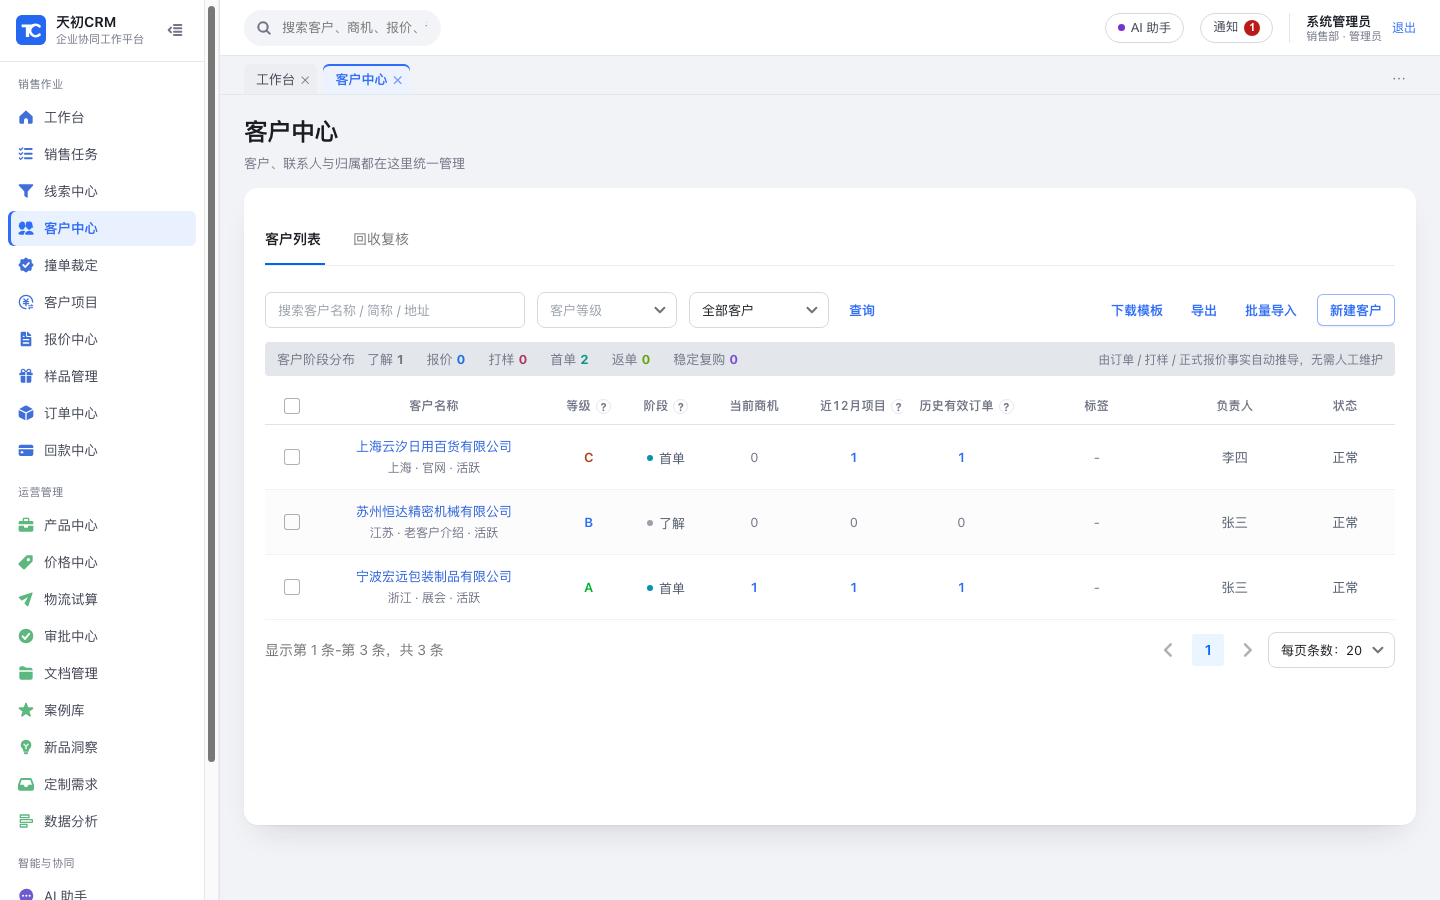 天初CRM
企业协同工作平台
销售作业
工作台
销售任务
线索中心
客户中心
撞单裁定
客户项目
报价中心
样品管理
订单中心
回款中心
运营管理
产品中心
价格中心
物流试算
审批中心
文档管理
案例库
新品洞察
定制需求
数据分析
智能与协同
AI 助手
搜索客户、商机、报价、
AI 助手
通知 1
系统管理员
销售部 · 管理员
退出
工作台
客户中心
···
客户中心
客户、联系人与归属都在这里统一管理
客户列表 回收复核
搜索客户名称 / 简称 / 地址 客户等级 全部客户 查询 下载模板 导出 批量导入 新建客户
客户阶段分布 了解 1 报价 0 打样 0 首单 2 返单 0 稳定复购 0 由订单 / 打样 / 正式报价事实自动推导，无需人工维护
客户名称 等级 ? 阶段 ? 当前商机 近12月项目 ? 历史有效订单 ? 标签 负责人 状态
上海云汐日用百货有限公司
上海 · 官网 · 活跃
C 首单 0 1 1 - 李四 正常
苏州恒达精密机械有限公司
江苏 · 老客户介绍 · 活跃
B 了解 0 0 0 - 张三 正常
宁波宏远包装制品有限公司
浙江 · 展会 · 活跃
A 首单 1 1 1 - 张三 正常
显示第 1 条-第 3 条，共 3 条 1 每页条数：20